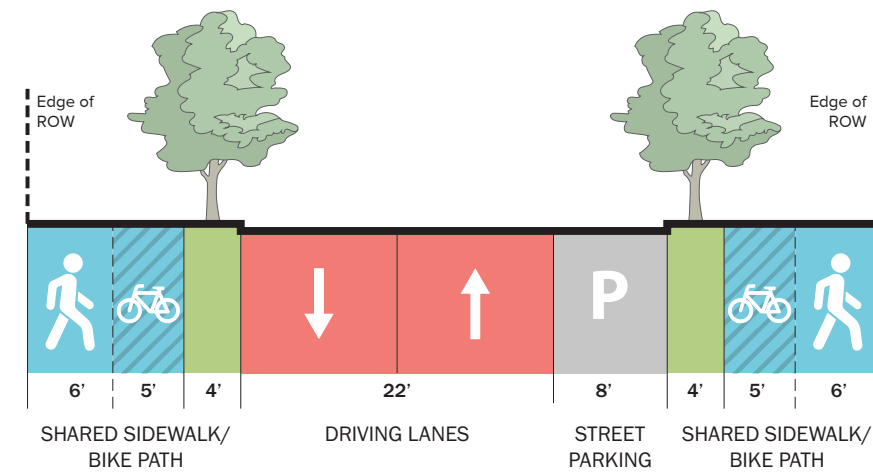 Edge of
ROW
Edge of
ROW
P
6’ 5’ 4’ 22’ 8’ 4’ 5’ 6’
SHARED SIDEWALK/
BIKE PATH
DRIVING LANES
STREET
PARKING
SHARED SIDEWALK/
BIKE PATH